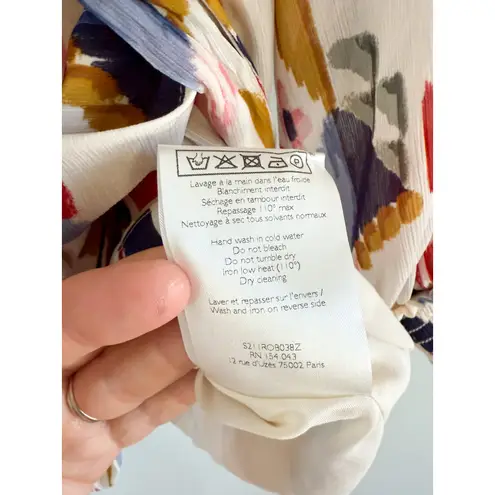 Lavage à la main dans l'eau froide
Blanchiment interdit
Séchage en tambour interdit
Repassage 110° max
Nettoyage à sec tous solvants normaux
Hand wash in cold water
Do not bleach
Do not tumble dry
Iron low heat (110°)
Dry cleaning
Laver et repasser sur l'envers /
Wash and iron on reverse side
S211ROB038Z
RN 154 043
12 rue d'Uzès 75002 Paris